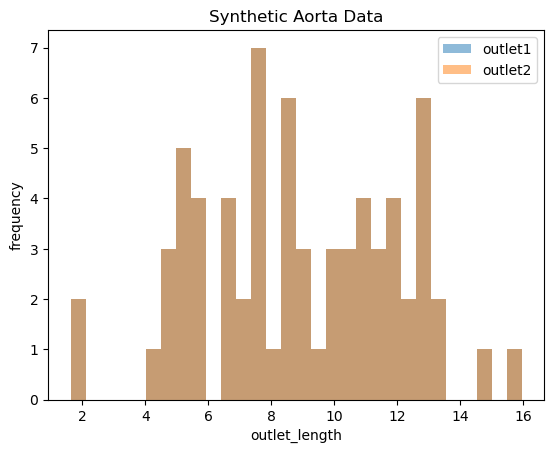 Synthetic Aorta Data
outlet1
outlet2
frequency
7
6
5
4
3
2
1
0
2 4 6 8 10 12 14 16
outlet_length